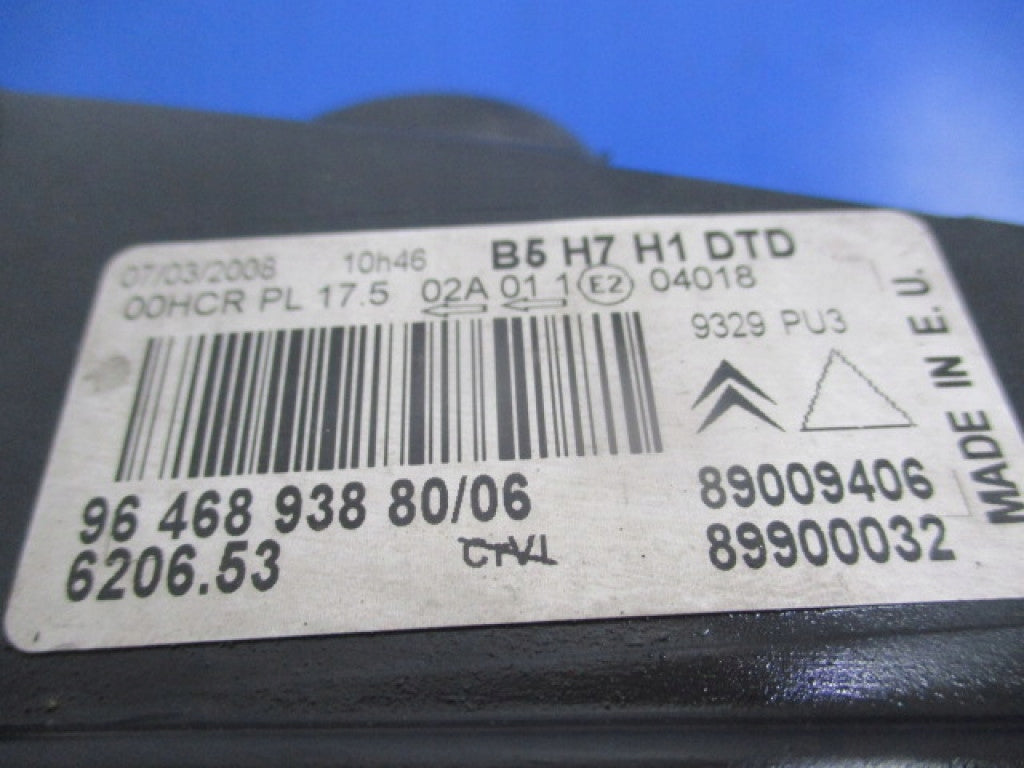 07/03/2008 10h46 B5 H7 H1 DTD
00HCR PL 17.5 02A 01 1 E2 04018
9329 PU3
MADE IN E.U.
96 468 938 80/06 89009406
6206.53 89900032